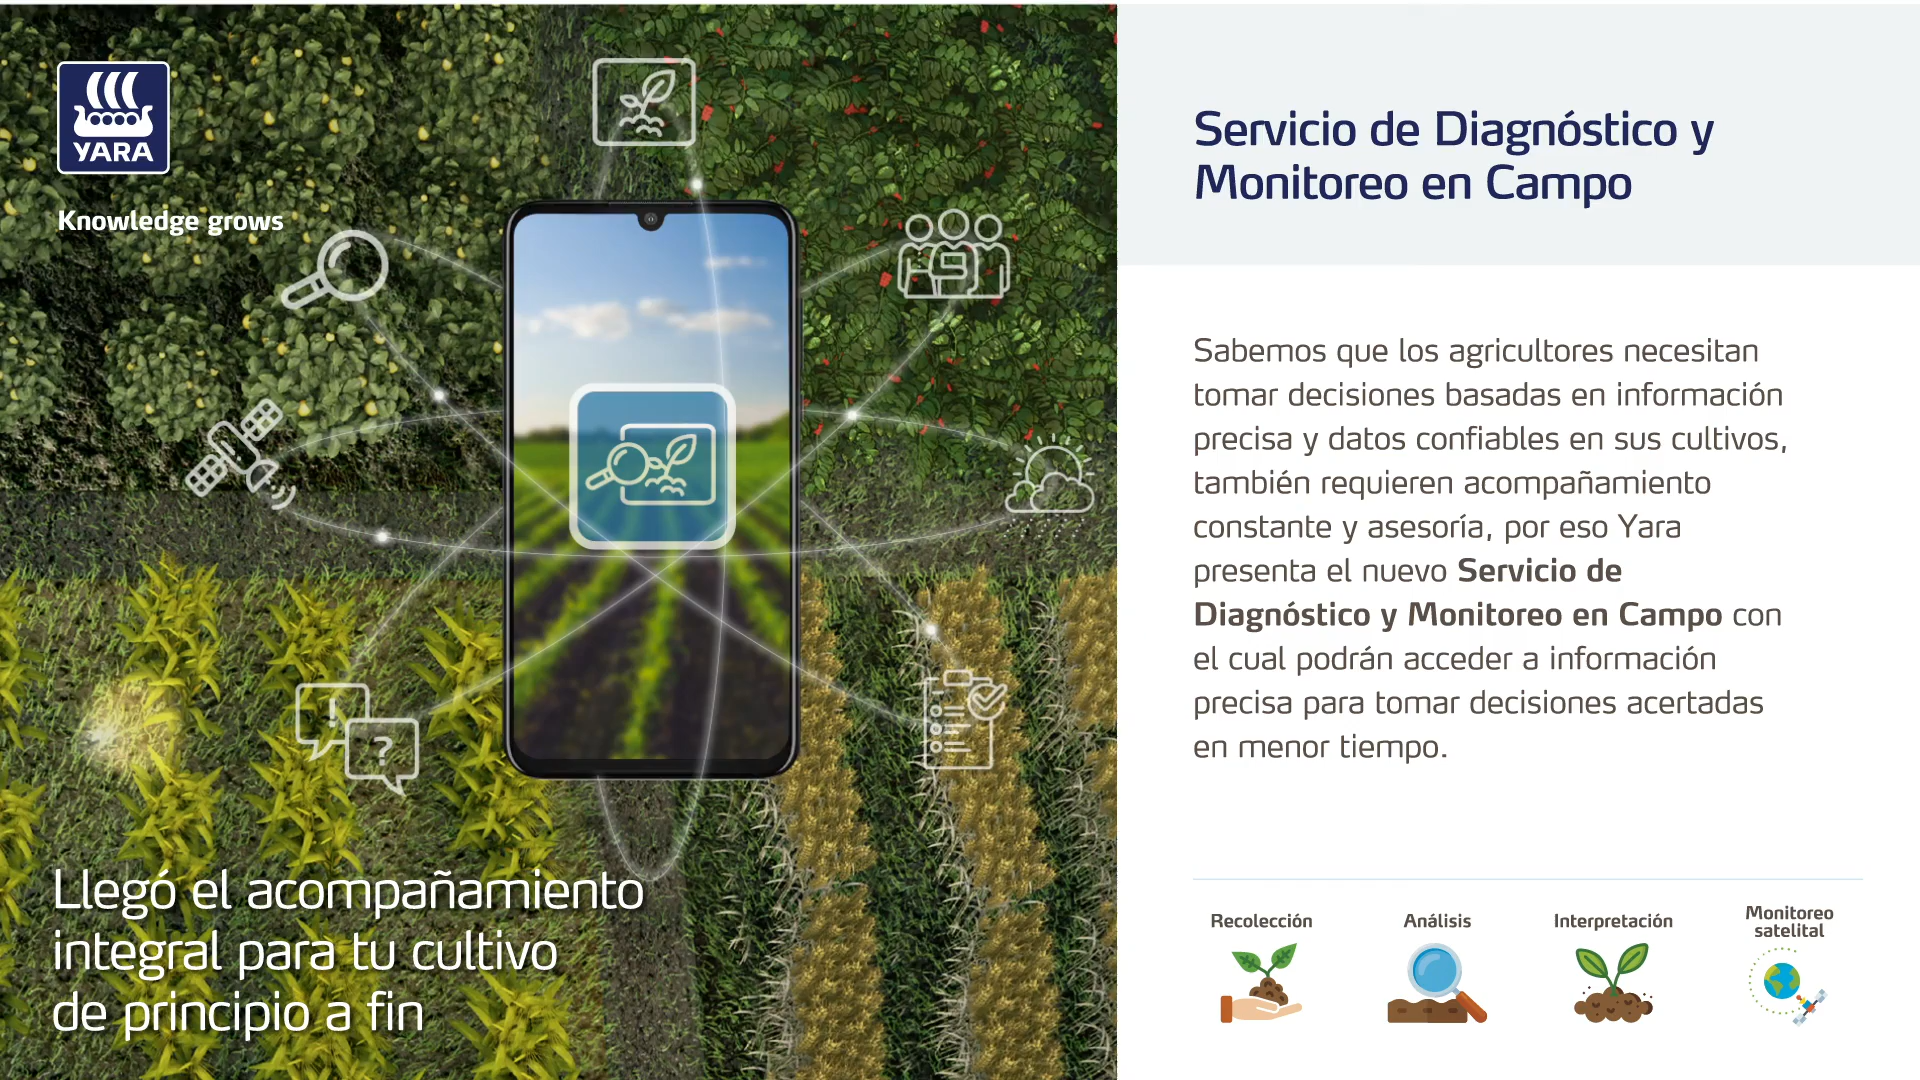 YARA
Knowledge grows
Llegó el acompañamiento
integral para tu cultivo
de principio a fin
Servicio de Diagnóstico y
Monitoreo en Campo
Sabemos que los agricultores necesitan
tomar decisiones basadas en información
precisa y datos confiables en sus cultivos,
también requieren acompañamiento
constante y asesoría, por eso Yara
presenta el nuevo Servicio de
Diagnóstico y Monitoreo en Campo con
el cual podrán acceder a información
precisa para tomar decisiones acertadas
en menor tiempo.
Recolección
Análisis
Interpretación
Monitoreo
satelital